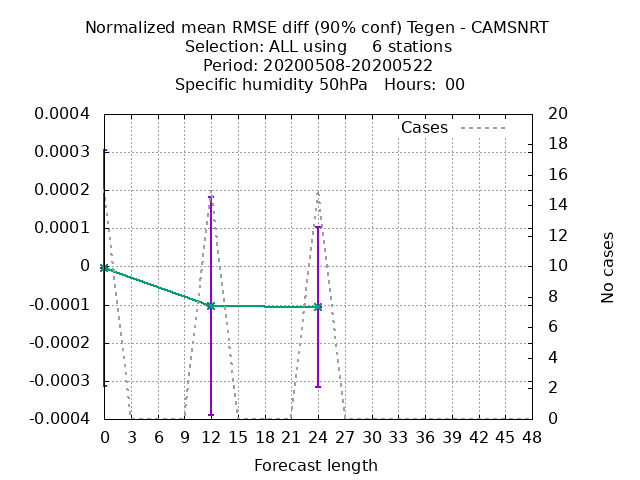 Normalized mean RMSE diff (90% conf) Tegen - CAMSNRT
Selection: ALL using     6 stations
Period: 20200508-20200522
Specific humidity 50hPa   Hours:  00
Cases
0.0004
0.0003
0.0002
0.0001
0
-0.0001
-0.0002
-0.0003
-0.0004
20
18
16
14
12
10
8
6
4
2
0
No cases
0 3 6 9 12 15 18 21 24 27 30 33 36 39 42 45 48
Forecast length